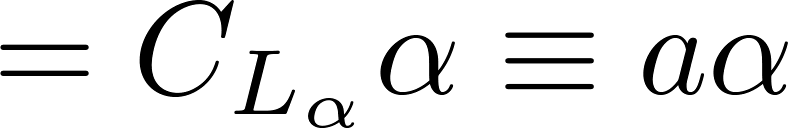 = C_{L_α} α ≡ aα